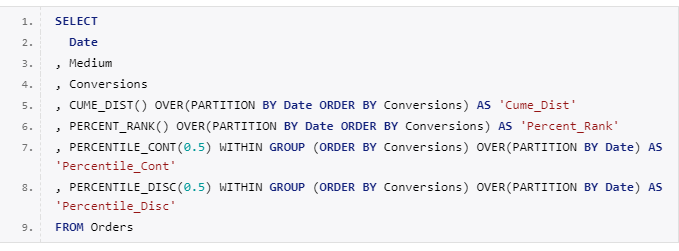 1. SELECT
2. Date
3. , Medium
4. , Conversions
5. , CUME_DIST() OVER(PARTITION BY Date ORDER BY Conversions) AS 'Cume_Dist'
6. , PERCENT_RANK() OVER(PARTITION BY Date ORDER BY Conversions) AS 'Percent_Rank'
7. , PERCENTILE_CONT(0.5) WITHIN GROUP (ORDER BY Conversions) OVER(PARTITION BY Date) AS
'Percentile_Cont'
8. , PERCENTILE_DISC(0.5) WITHIN GROUP (ORDER BY Conversions) OVER(PARTITION BY Date) AS
'Percentile_Disc'
9. FROM Orders